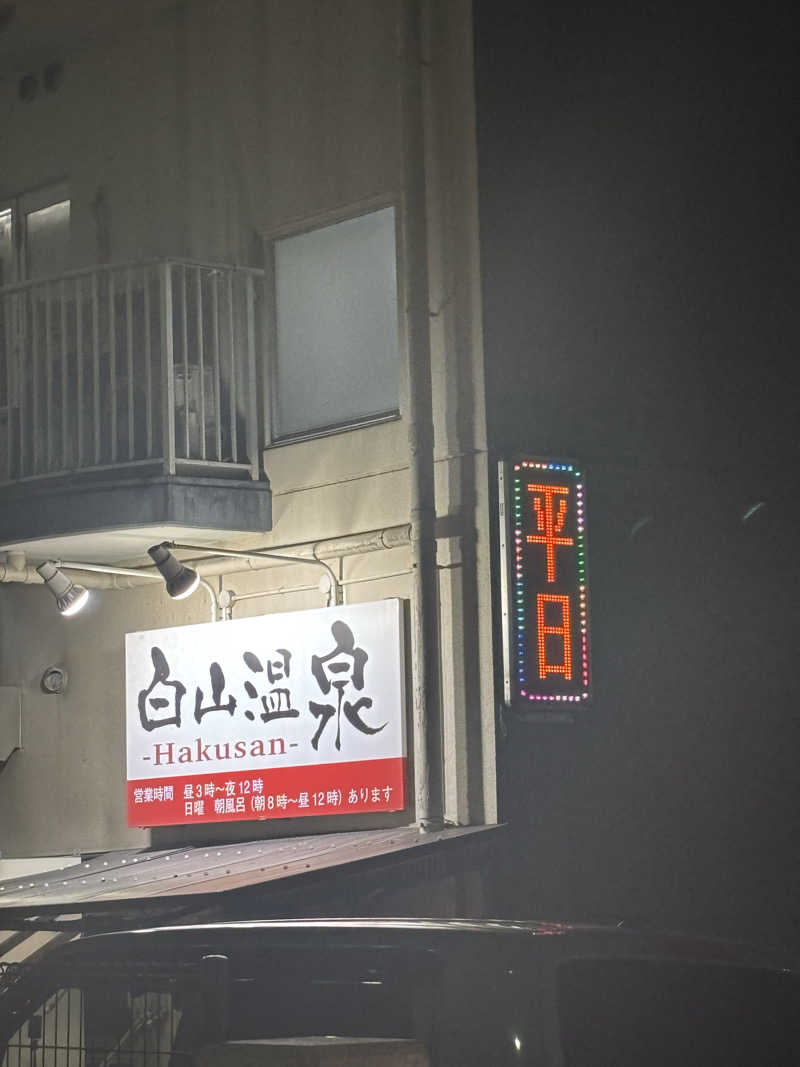 白山温泉
-Hakusan-
営業時間 昼3時〜夜12時
日曜 朝風呂(朝8時〜昼12時)あります
平日